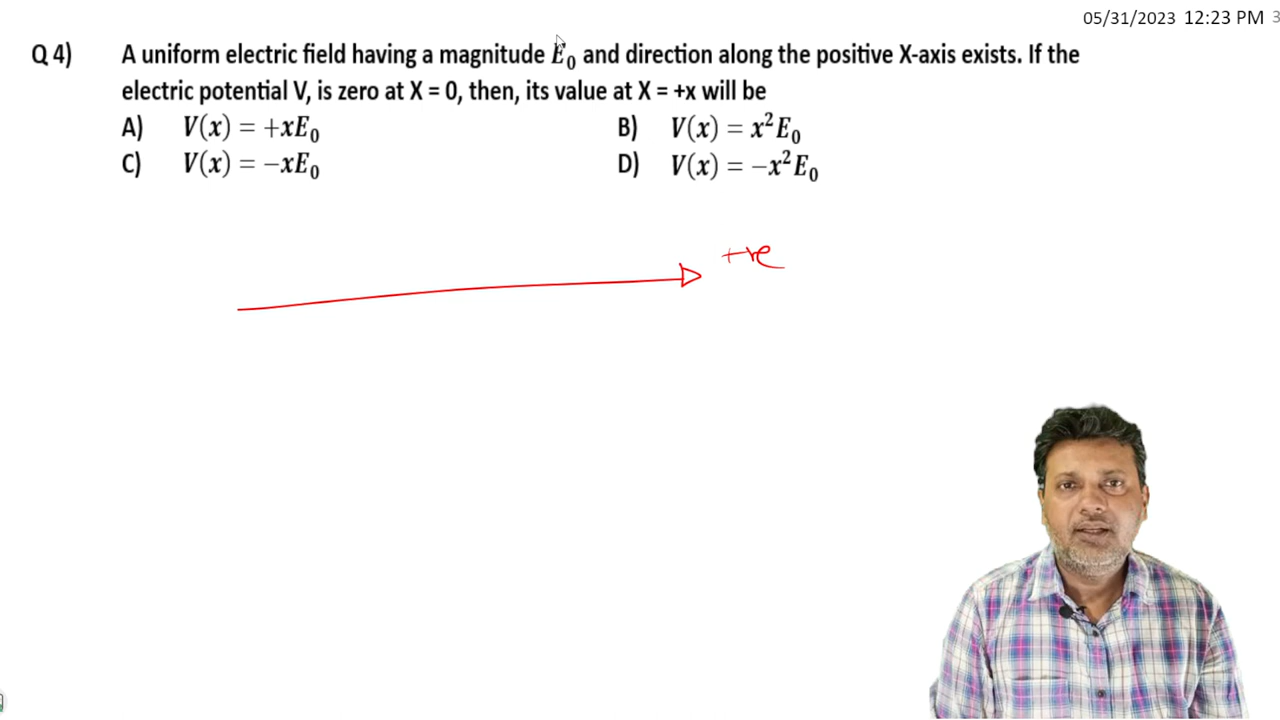 05/31/2023 12:23 PM 3
Q 4) A uniform electric field having a magnitude E₀ and direction along the positive X-axis exists. If the
electric potential V, is zero at X = 0, then, its value at X = +x will be
A) V(x) = +xE₀ B) V(x) = x²E₀
C) V(x) = −xE₀ D) V(x) = −x²E₀
+ve